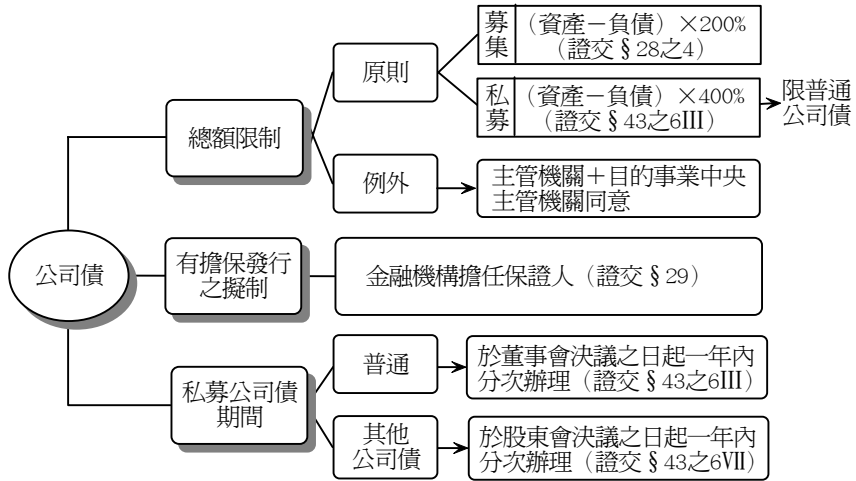 公司債
總額限制
原則
募集
（資產－負債）×200%
（證交§28之4）
私募
（資產－負債）×400%
（證交§43之6III）
限普通
公司債
例外
主管機關＋目的事業中央
主管機關同意
有擔保發行
之擬制
金融機構擔任保證人（證交§29）
私募公司債
期間
普通
於董事會決議之日起一年內
分次辦理（證交§43之6III）
其他
公司債
於股東會決議之日起一年內
分次辦理（證交§43之6VII）